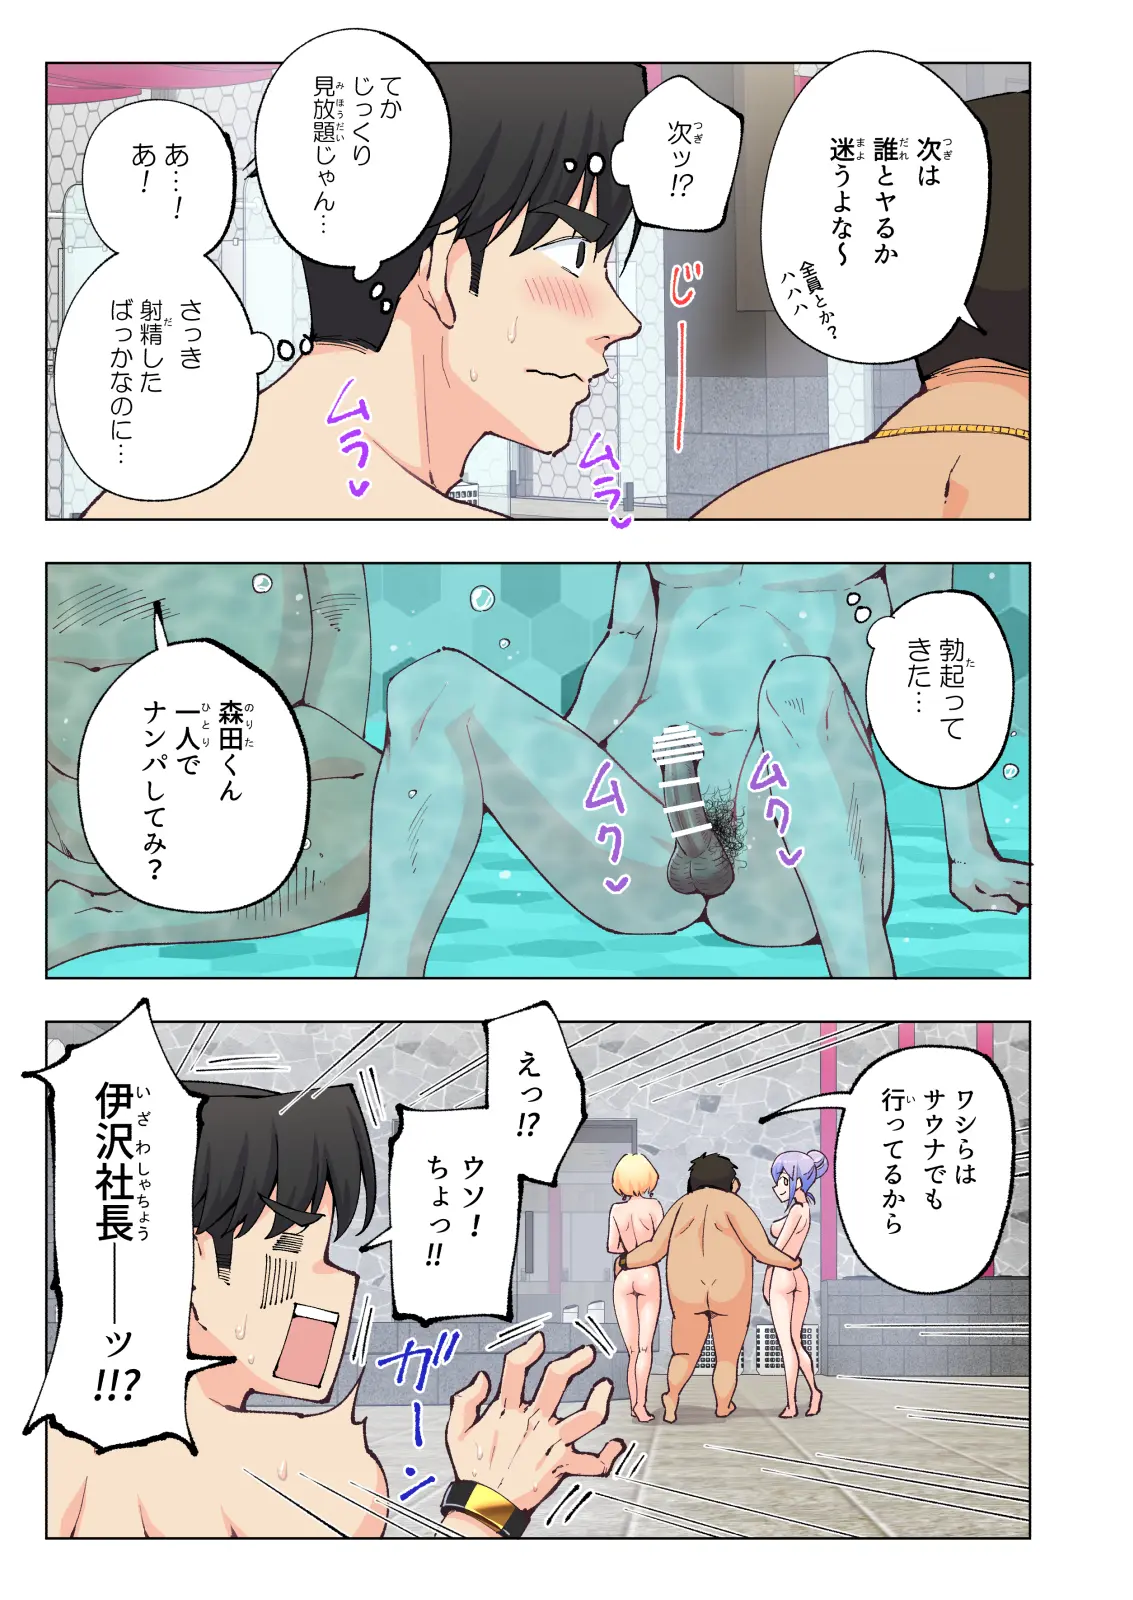 次は
誰とヤるか
迷うよな〜
全員とか?
ハハハ
次ッ!?
じーーー
てか
じっくり
見放題じゃん…
あ…!
あ!
さっき
射精した
ばっかなのに…
ムラ
ムラ
勃起って
きた…
ムク
ムク
森田くん
一人で
ナンパしてみ?
ワシらは
サウナでも
行ってるから
えっ!?
ウソ!
ちょっ!!
ガーン
伊沢社長――ッ
!!?